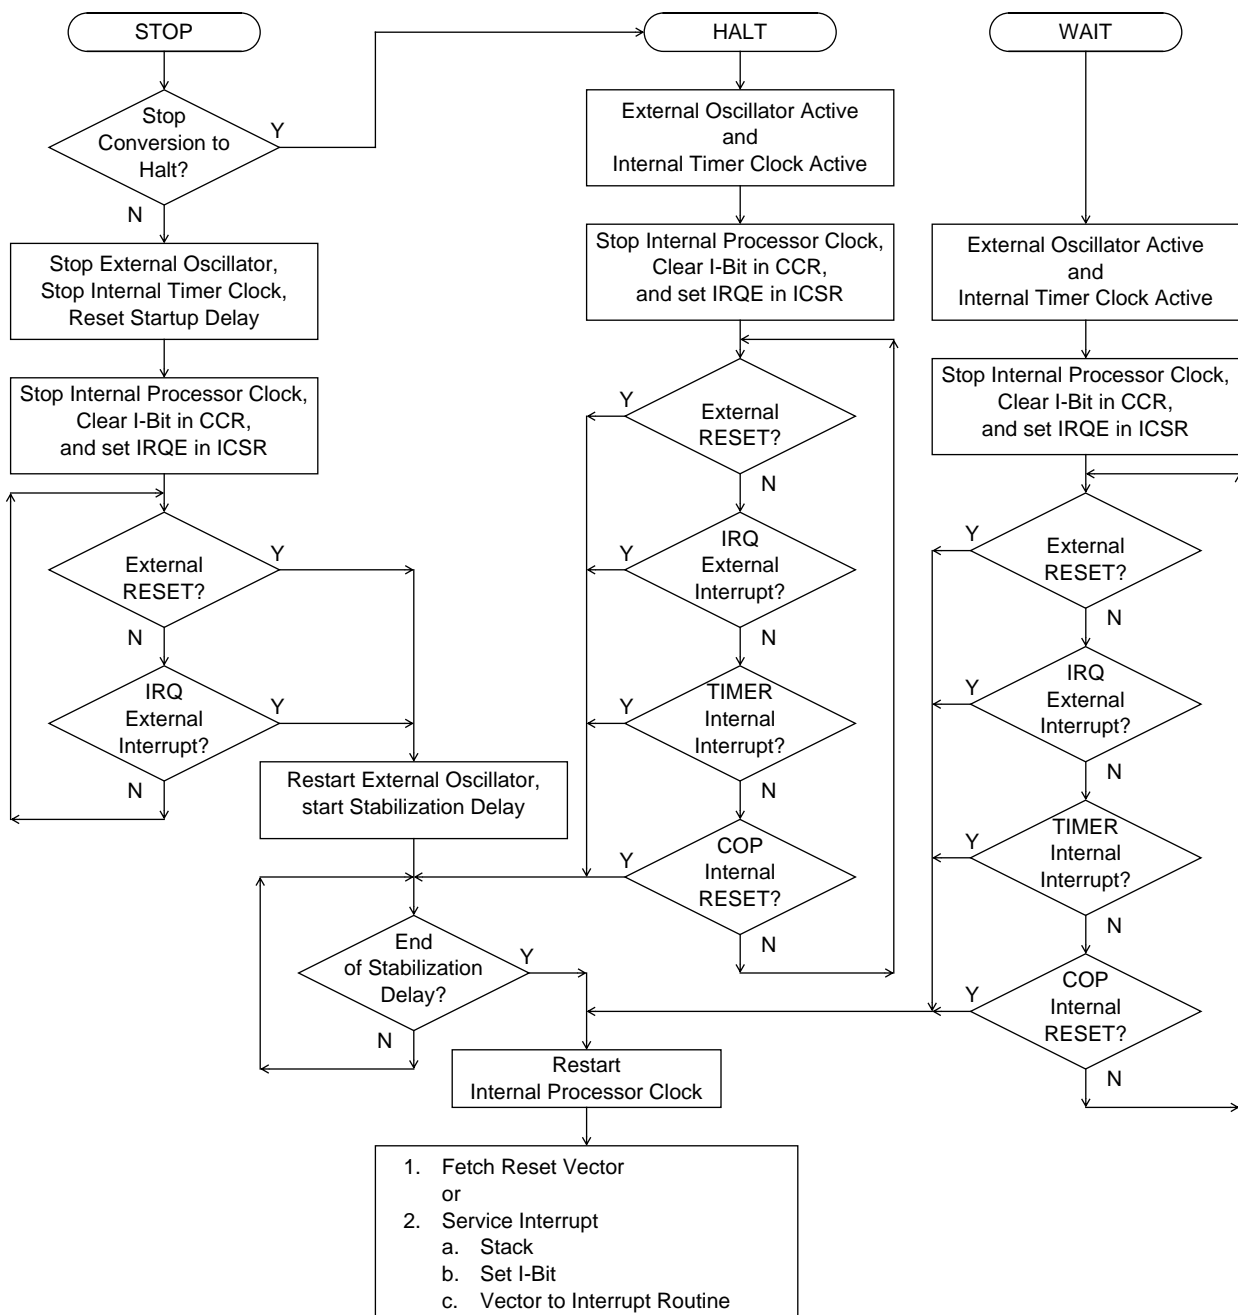 STOP
HALT
WAIT
Stop
Conversion to
Halt?
Y
N
Stop External Oscillator,
Stop Internal Timer Clock,
Reset Startup Delay
Stop Internal Processor Clock,
Clear I-Bit in CCR,
and set IRQE in ICSR
External
RESET?
Y
N
IRQ
External
Interrupt?
Y
N
Restart External Oscillator,
start Stabilization Delay
End
of Stabilization
Delay?
Y
N
External Oscillator Active
and
Internal Timer Clock Active
Stop Internal Processor Clock,
Clear I-Bit in CCR,
and set IRQE in ICSR
Y
External
RESET?
N
Y
IRQ
External
Interrupt?
N
Y
TIMER
Internal
Interrupt?
N
Y
COP
Internal
RESET?
N
External Oscillator Active
and
Internal Timer Clock Active
Stop Internal Processor Clock,
Clear I-Bit in CCR,
and set IRQE in ICSR
Y
External
RESET?
N
Y
IRQ
External
Interrupt?
N
Y
TIMER
Internal
Interrupt?
N
Y
COP
Internal
RESET?
N
Restart
Internal Processor Clock
1. Fetch Reset Vector
or
2. Service Interrupt
a. Stack
b. Set I-Bit
c. Vector to Interrupt Routine